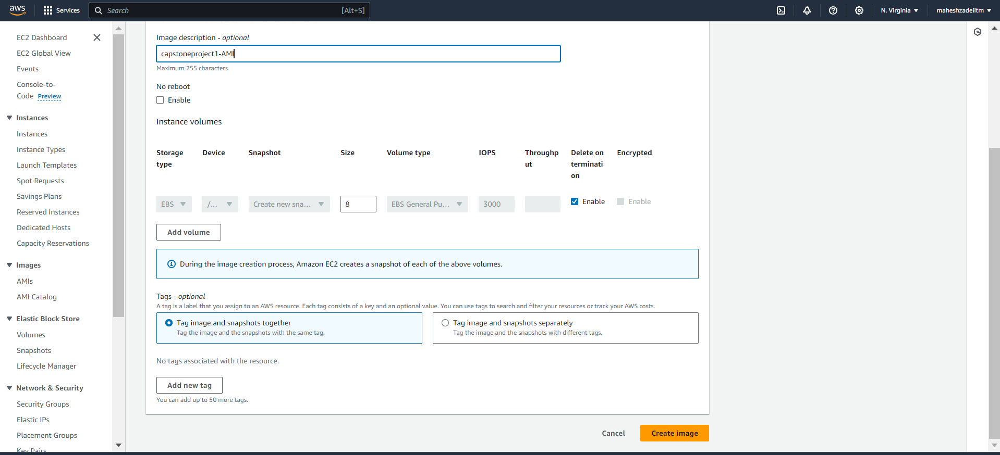 aws
Services
Search
[Alt+S]
N. Virginia
maheshzadeiitm
EC2 Dashboard
EC2 Global View
Events
Console-to-
Code Preview
Instances
Instances
Instance Types
Launch Templates
Spot Requests
Savings Plans
Reserved Instances
Dedicated Hosts
Capacity Reservations
Images
AMIs
AMI Catalog
Elastic Block Store
Volumes
Snapshots
Lifecycle Manager
Network & Security
Security Groups
Elastic IPs
Placement Groups
Key Pairs
Image description - optional
capstoneproject1-AMI
Maximum 255 characters
No reboot
Enable
Instance volumes
Storage
type
Device
Snapshot
Size
Volume type
IOPS
Throughp
ut
Delete on
terminati
on
Encrypted
EBS
/...
Create new sna...
8
EBS General Pu...
3000
Enable
Enable
Add volume
During the image creation process, Amazon EC2 creates a snapshot of each of the above volumes.
Tags - optional
A tag is a label that you assign to an AWS resource. Each tag consists of a key and an optional value. You can use tags to search and filter your resources or track your AWS costs.
Tag image and snapshots together
Tag the image and the snapshots with the same tag.
Tag image and snapshots separately
Tag the image and the snapshots with different tags.
No tags associated with the resource.
Add new tag
You can add up to 50 more tags.
Cancel
Create image